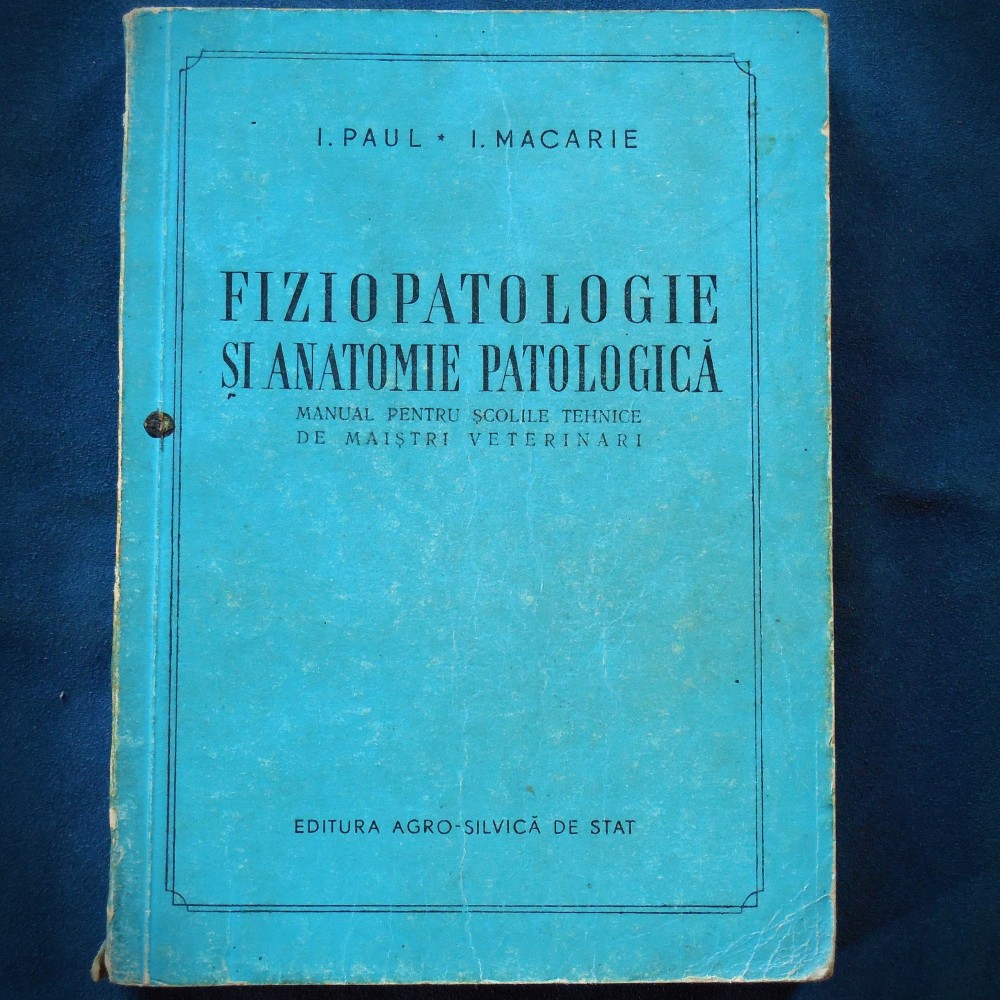 I. PAUL * I. MACARIE
FIZIOPATOLOGIE
ȘI ANATOMIE PATOLOGICĂ
MANUAL PENTRU ȘCOLILE TEHNICE
DE MAIȘTRI VETERINARI
EDITURA AGRO-SILVICĂ DE STAT